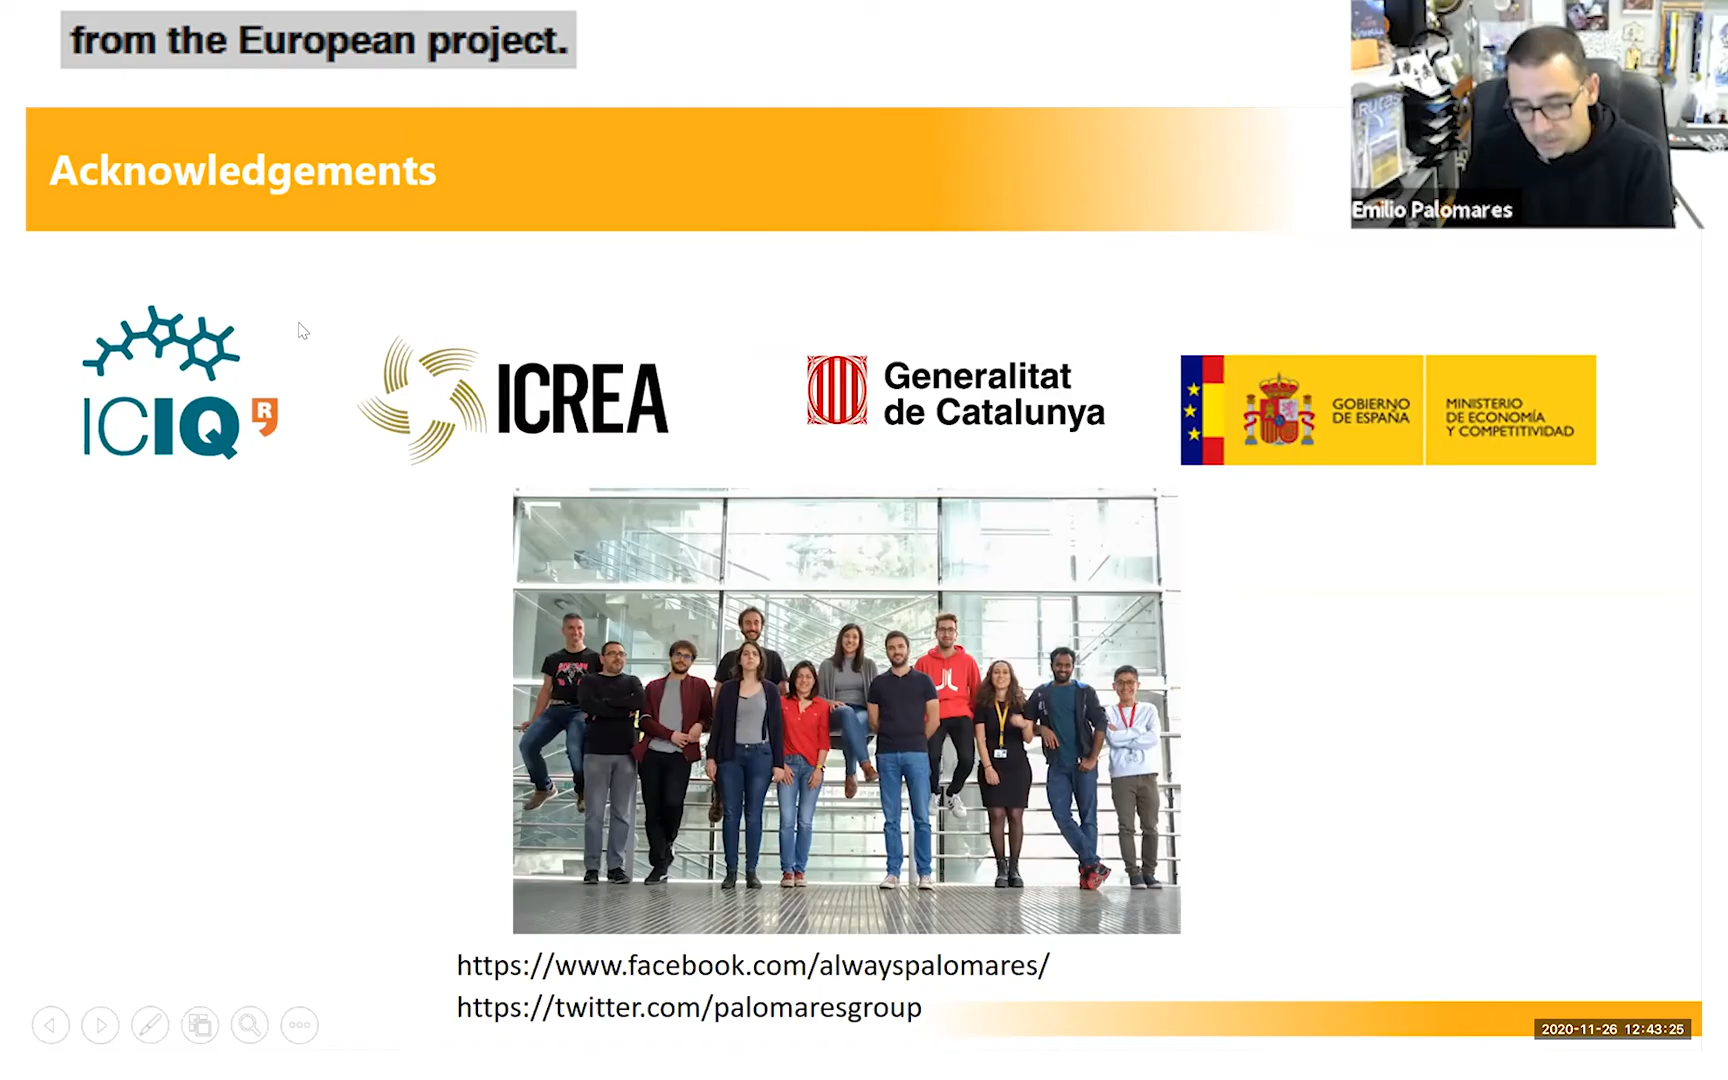 from the European project.
Acknowledgements
Emilio Palomares
ICIQ R
ICREA
Generalitat
de Catalunya
GOBIERNO
DE ESPAÑA
MINISTERIO
DE ECONOMÍA
Y COMPETITIVIDAD
https://www.facebook.com/alwayspalomares/
https://twitter.com/palomaresgroup
2020-11-26 12:43:25